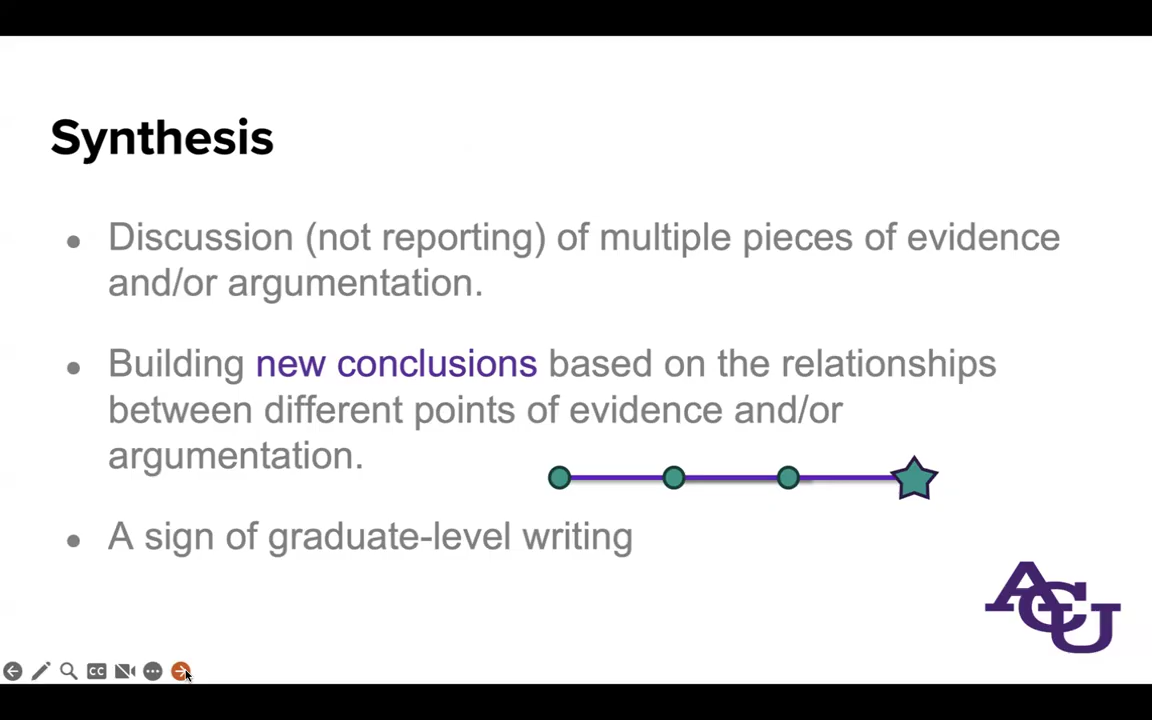 Synthesis
● Discussion (not reporting) of multiple pieces of evidence
and/or argumentation.
● Building new conclusions based on the relationships
between different points of evidence and/or
argumentation.
● A sign of graduate-level writing
ACU
CC